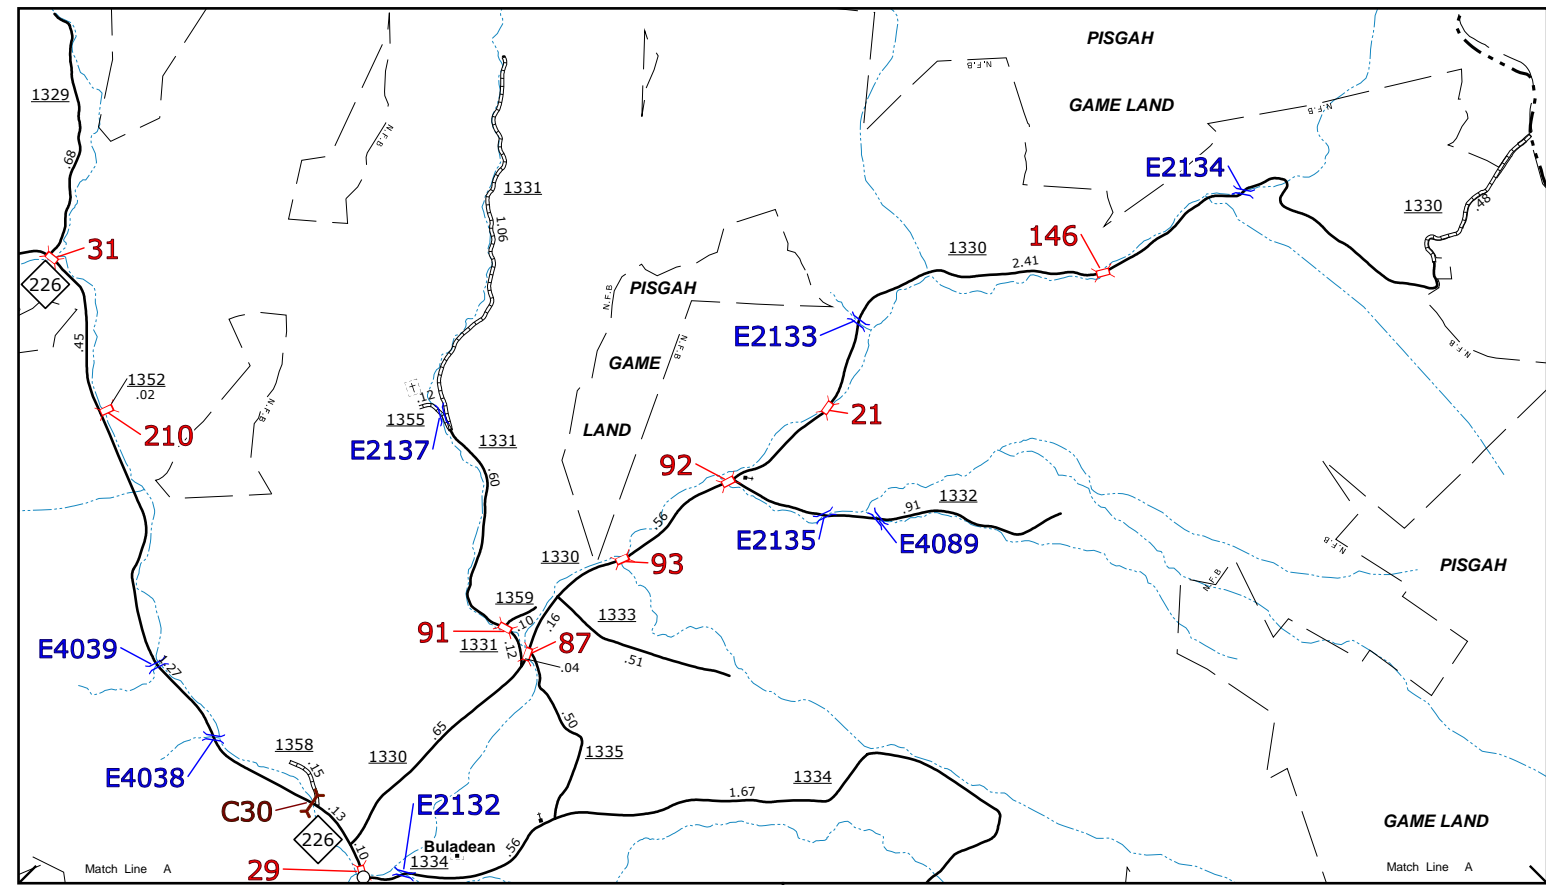 PISGAH
N.F.B
1329
GAME LAND
N.F.B
N.F.B
.68
E2134
1331
1330
.48
1.06
31
146
1330
2.41
226
PISGAH
N.F.B
E2133
.45
N.F.B
N.F.B
GAME
1352
.02
.12
N.F.B
1355
21
210
LAND
E2137
1331
92
.60
1332
.91
.56
E2135
E4089
N.F.B
1330
93
PISGAH
N.F.B
1359
.10
1333
.16
91
1331
.12
87
E4039
.04
.51
1.27
.50
.65
1358
1335
E4038
.15
1330
1334
1.67
C30
E2132
.13
GAME LAND
226
Buladean
.10
.56
1334
Match Line A
29
Match Line A